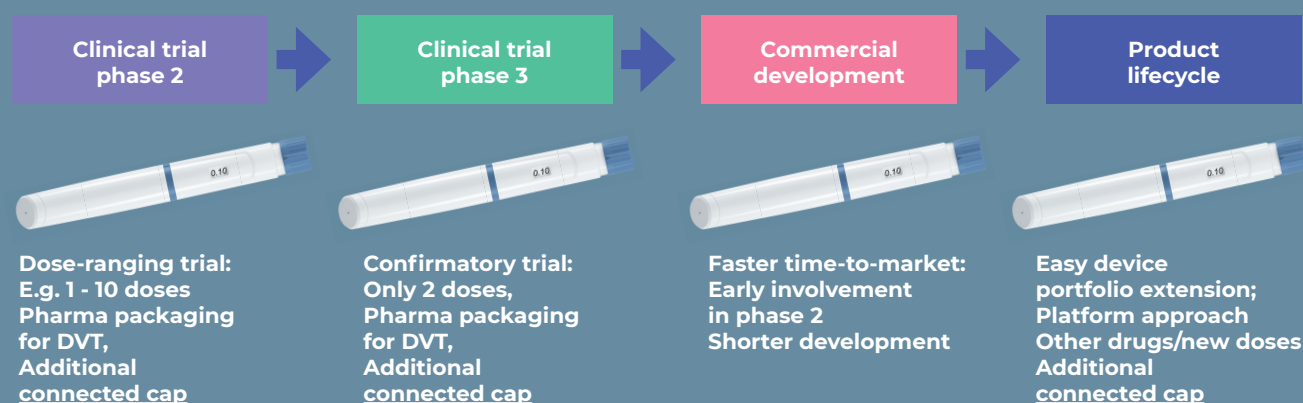 Clinical trial
phase 2
Clinical trial
phase 3
Commercial
development
Product
lifecycle
0.10
0.10
0.10
0.10
Dose-ranging trial:
E.g. 1 - 10 doses
Pharma packaging
for DVT,
Additional
connected cap
Confirmatory trial:
Only 2 doses,
Pharma packaging
for DVT,
Additional
connected cap
Faster time-to-market:
Early involvement
in phase 2
Shorter development
Easy device
portfolio extension;
Platform approach
Other drugs/new doses
Additional
connected cap